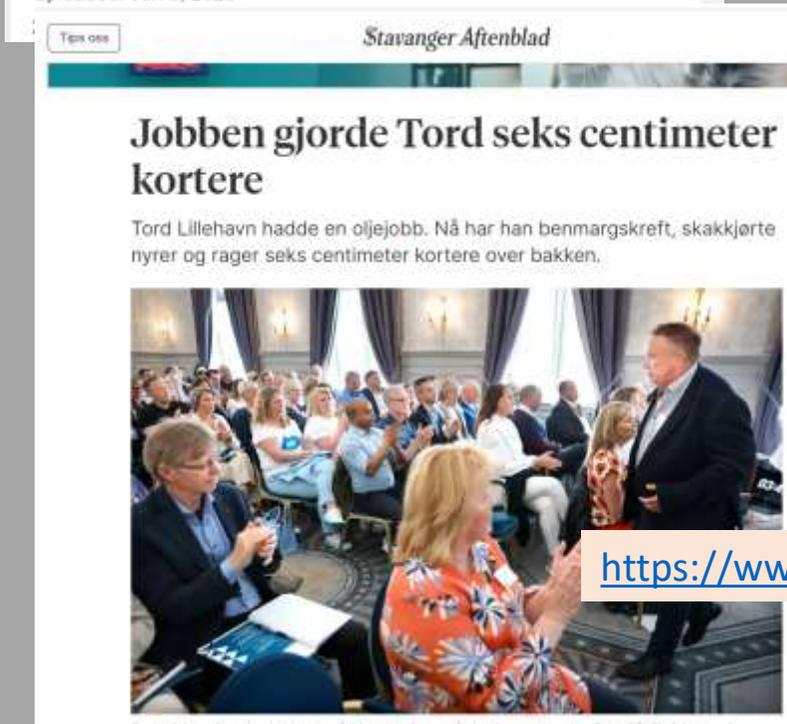 Tips oss
Stavanger Aftenblad
Jobben gjorde Tord seks centimeter
kortere
Tord Lillehavn hadde en oljejobb. Nå har han benmargskreft, skakkjørte
nyrer og rager seks centimeter kortere over bakken.
https://ww